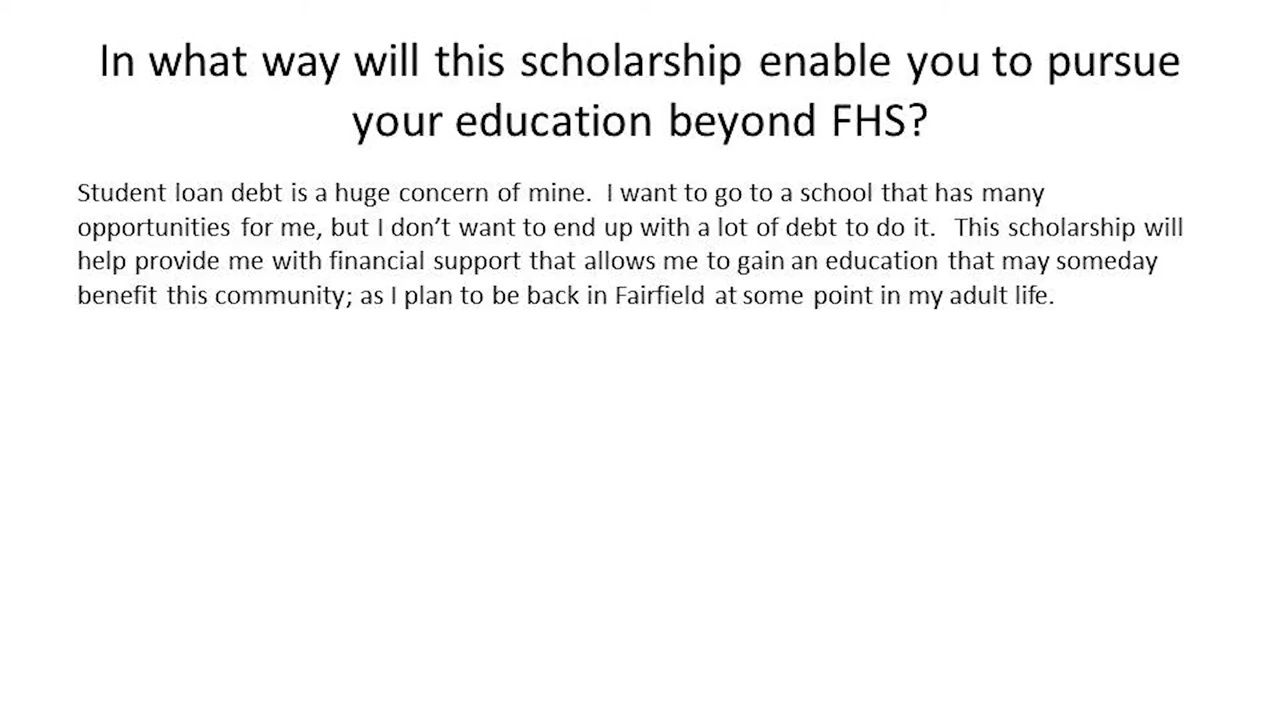 In what way will this scholarship enable you to pursue
your education beyond FHS?
Student loan debt is a huge concern of mine.  I want to go to a school that has many
opportunities for me, but I don’t want to end up with a lot of debt to do it.   This scholarship will
help provide me with financial support that allows me to gain an education that may someday
benefit this community; as I plan to be back in Fairfield at some point in my adult life.